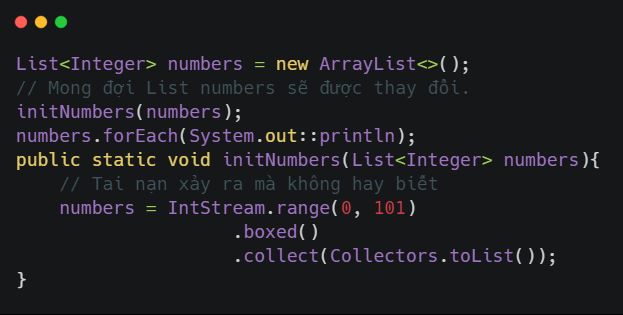 List<Integer> numbers = new ArrayList<>();
// Mong đợi List numbers sẽ được thay đổi.
initNumbers(numbers);
numbers.forEach(System.out::println);
public static void initNumbers(List<Integer> numbers){
    // Tai nạn xảy ra mà không hay biết
    numbers = IntStream.range(0, 101)
                    .boxed()
                    .collect(Collectors.toList());
}